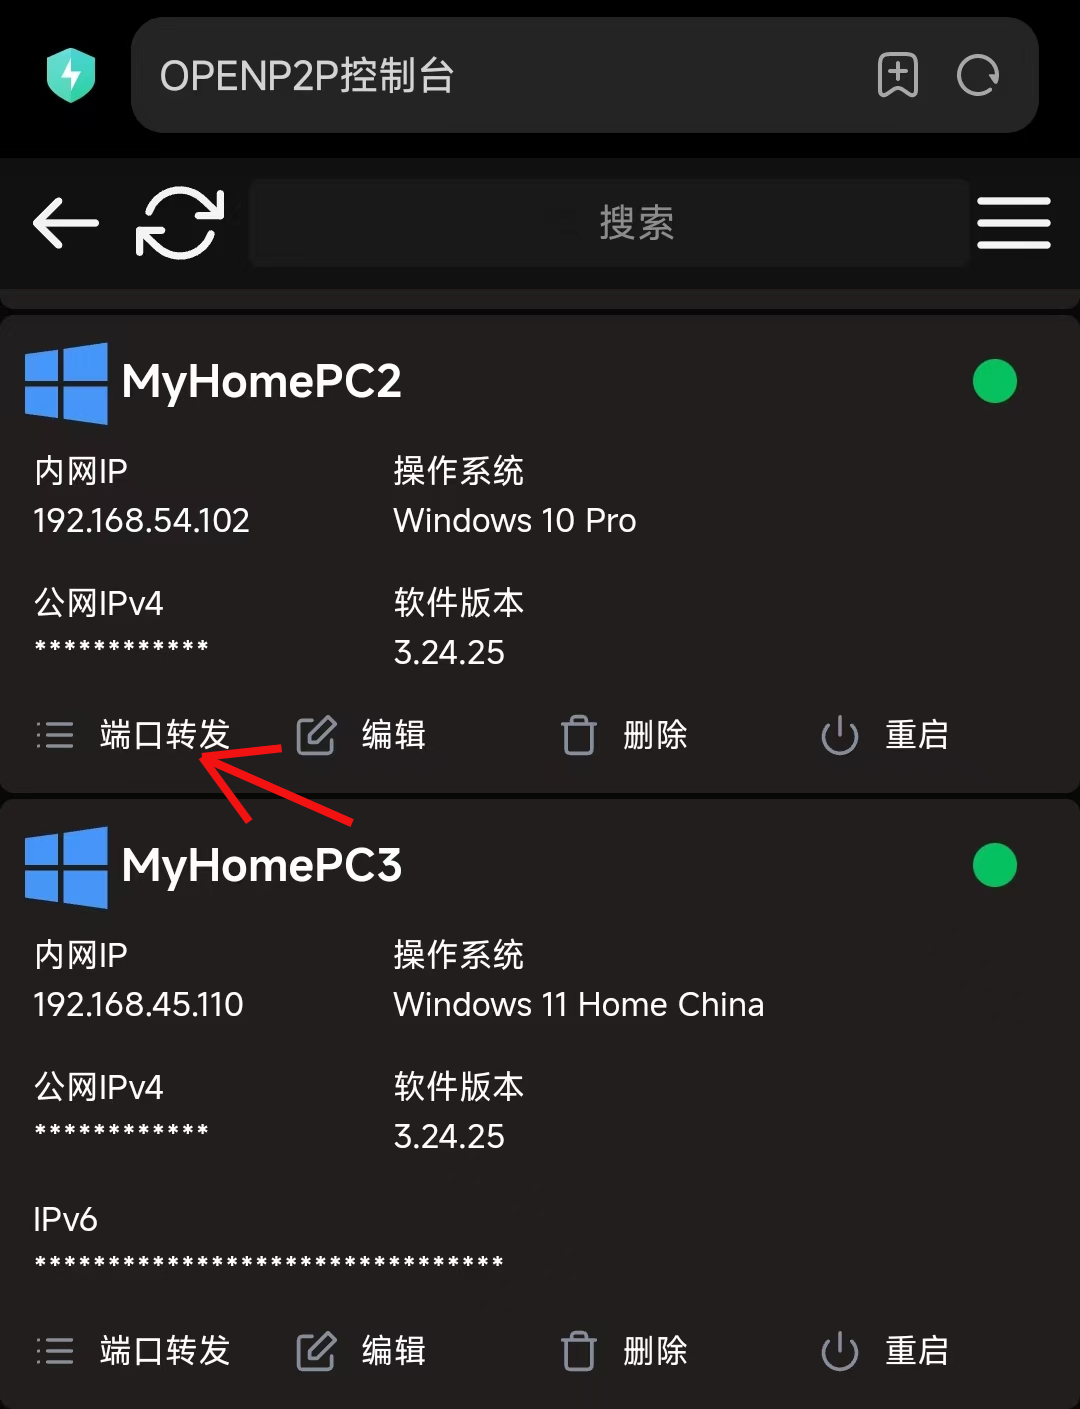 OPENP2P控制台
搜索
MyHomePC2
内网IP 操作系统
192.168.54.102 Windows 10 Pro
公网IPv4 软件版本
************ 3.24.25
端口转发 编辑 删除 重启
MyHomePC3
内网IP 操作系统
192.168.45.110 Windows 11 Home China
公网IPv4 软件版本
************ 3.24.25
IPv6
********************************
端口转发 编辑 删除 重启